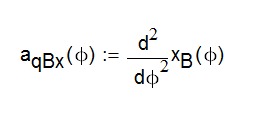 a_qBx(ϕ) := d²/dϕ² x_B(ϕ)